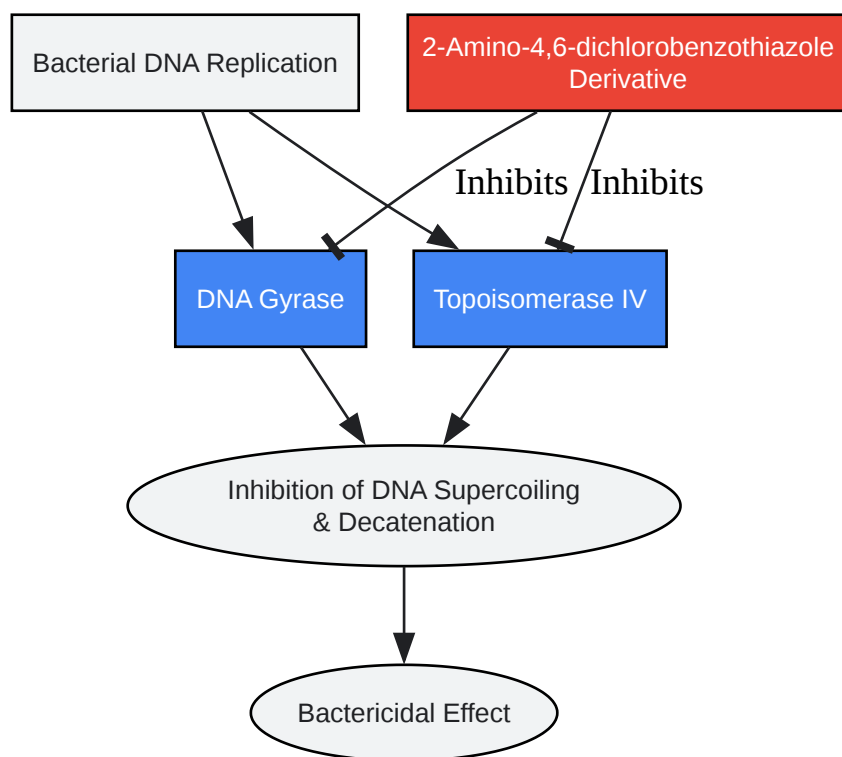 Bacterial DNA Replication
2-Amino-4,6-dichlorobenzothiazole
Derivative
Inhibits
Inhibits
DNA Gyrase
Topoisomerase IV
Inhibition of DNA Supercoiling
& Decatenation
Bactericidal Effect